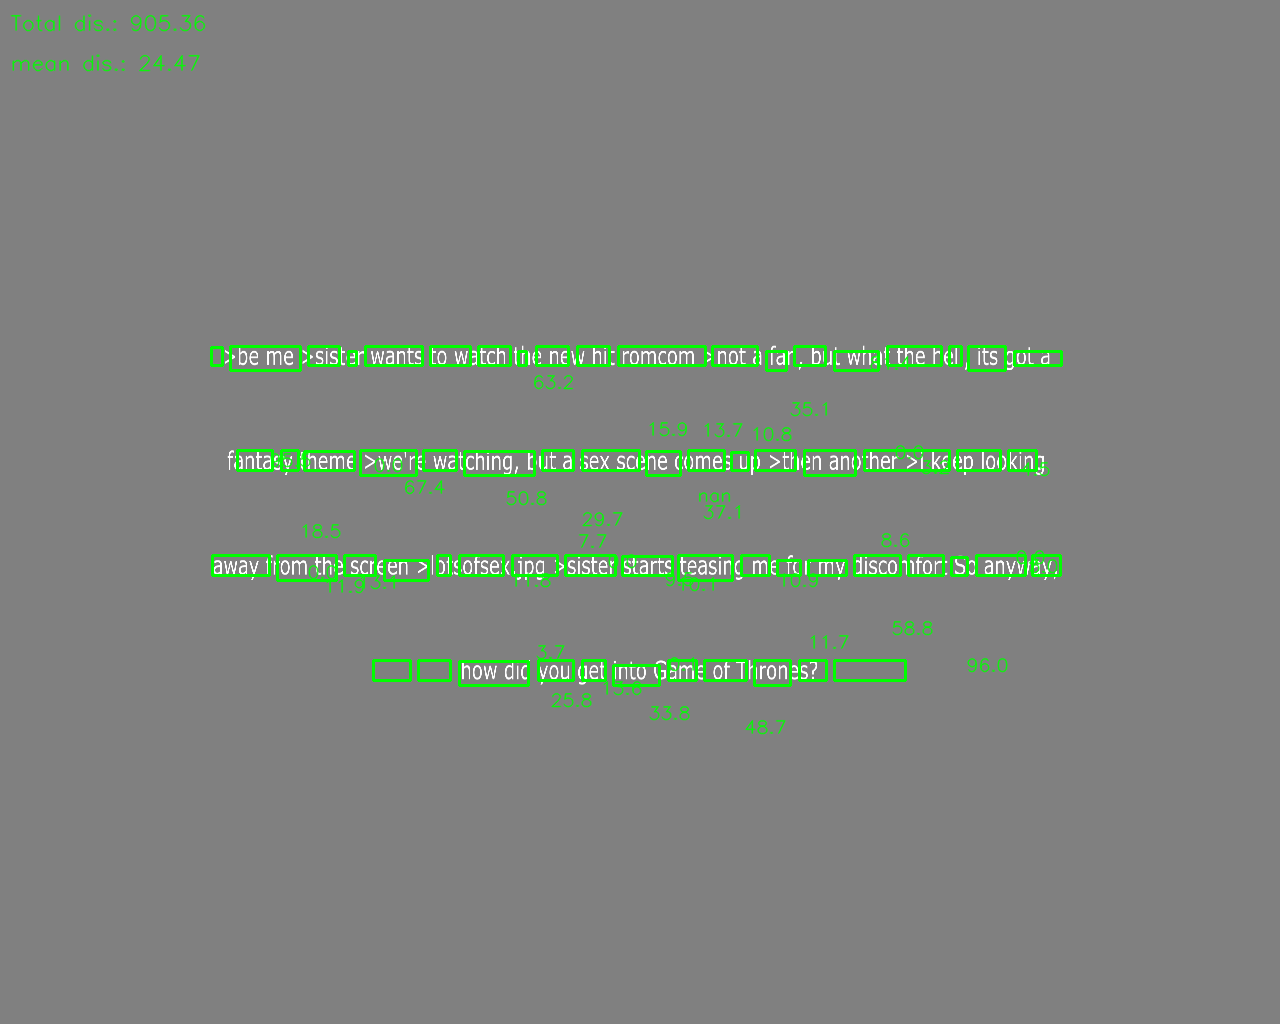 Total dis.: 905.36
mean dis.: 24.47
>be me >sister wants to watch the new hit romcom >not a fan, but what the hell, its got a
63.2
35.1
15.9 13.7 10.8
fantasy theme >we're watching, but a sex scene comes up >then another >i keep looking
67.4
50.8
nan
37.1
29.7
18.5
7.7
8.6
away from the screen >lotsofsex.jpg >sister starts teasing me for my discomfort So anyway,
11.9
11.8
10.9
58.8
11.7
3.7
how did you get into Game of Thrones?
96.0
15.6
25.8
33.8
48.7